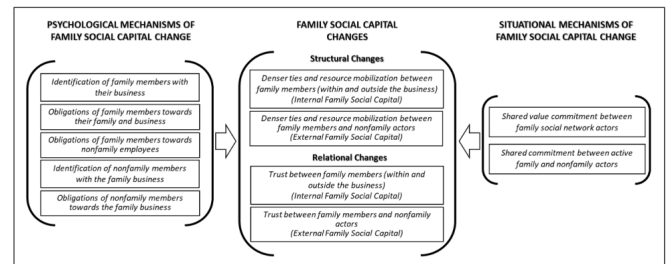 PSYCHOLOGICAL MECHANISMS OF
FAMILY SOCIAL CAPITAL CHANGE
Identification of family members with
their business
Obligations of family members towards
their family and business
Obligations of family members towards
nonfamily employees
Identification of nonfamily members
with the family business
Obligations of nonfamily members
towards the family business
FAMILY SOCIAL CAPITAL
CHANGES
Structural Changes
Denser ties and resource mobilization between
family members (within and outside the business)
(Internal Family Social Capital)
Denser ties and resource mobilization between
family members and nonfamily actors
(External Family Social Capital)
Relational Changes
Trust between family members (within and
outside the business)
(Internal Family Social Capital)
Trust between family members and nonfamily
actors
(External Family Social Capital)
SITUATIONAL MECHANISMS OF
FAMILY SOCIAL CAPITAL CHANGE
Shared value commitment between
family social network actors
Shared commitment between active
family and nonfamily actors